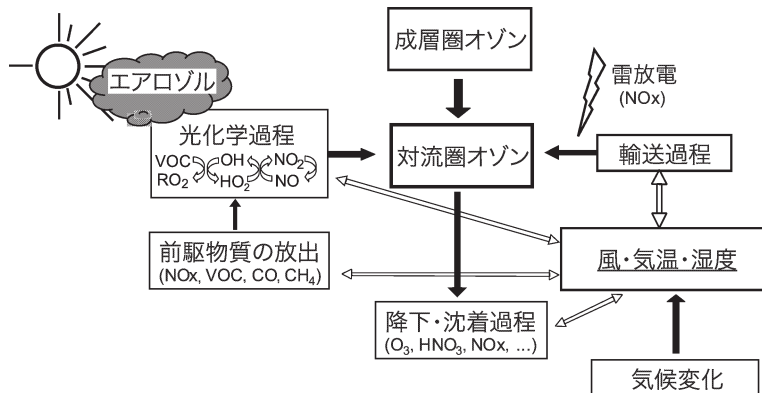 成層圏オゾン
エアロゾル
雷放電
(NOx)
光化学過程
VOC OH NO2
RO2 HO2 NO
対流圏オゾン
輸送過程
前駆物質の放出
(NOx, VOC, CO, CH4)
風・気温・湿度
降下・沈着過程
(O3, HNO3, NOx, ...)
気候変化